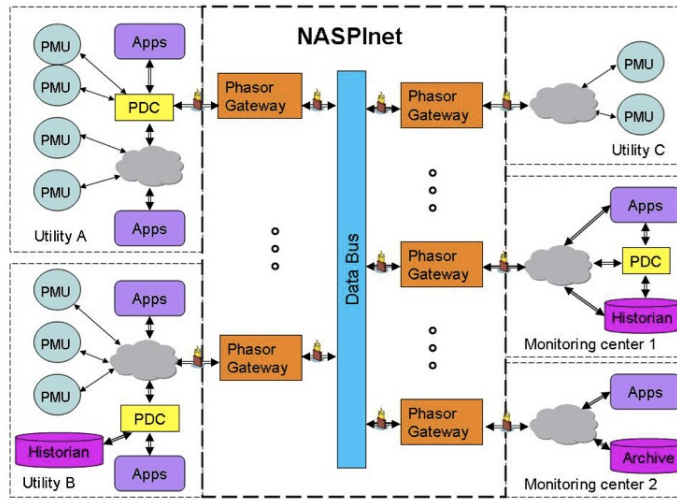 NASPInet
PMU
PMU
PMU
PMU
Apps
PDC
Apps
Utility A
Phasor
Gateway
PMU
PMU
PMU
Apps
PDC
Historian
Apps
Utility B
Phasor
Gateway
Data Bus
Phasor
Gateway
PMU
PMU
Utility C
Phasor
Gateway
Apps
PDC
Historian
Monitoring center 1
Phasor
Gateway
Apps
Archive
Monitoring center 2